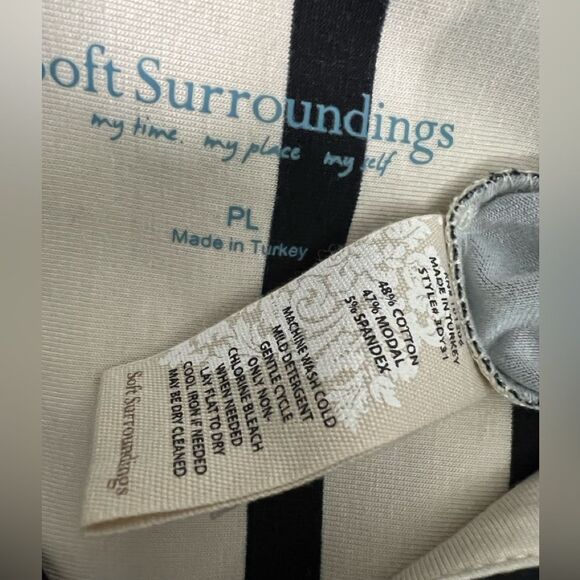 Soft Surroundings
my time. my place my self
PL
Made in Turkey
MADE IN TURKEY
STYLE# 3DY31
48% COTTON
47% MODAL
5% SPANDEX
MACHINE WASH COLD
MILD DETERGENT
GENTLE CYCLE
ONLY NON-
CHLORINE BLEACH
WHEN NEEDED
LAY FLAT TO DRY
COOL IRON IF NEEDED
MAY BE DRY CLEANED
Soft Surroundings